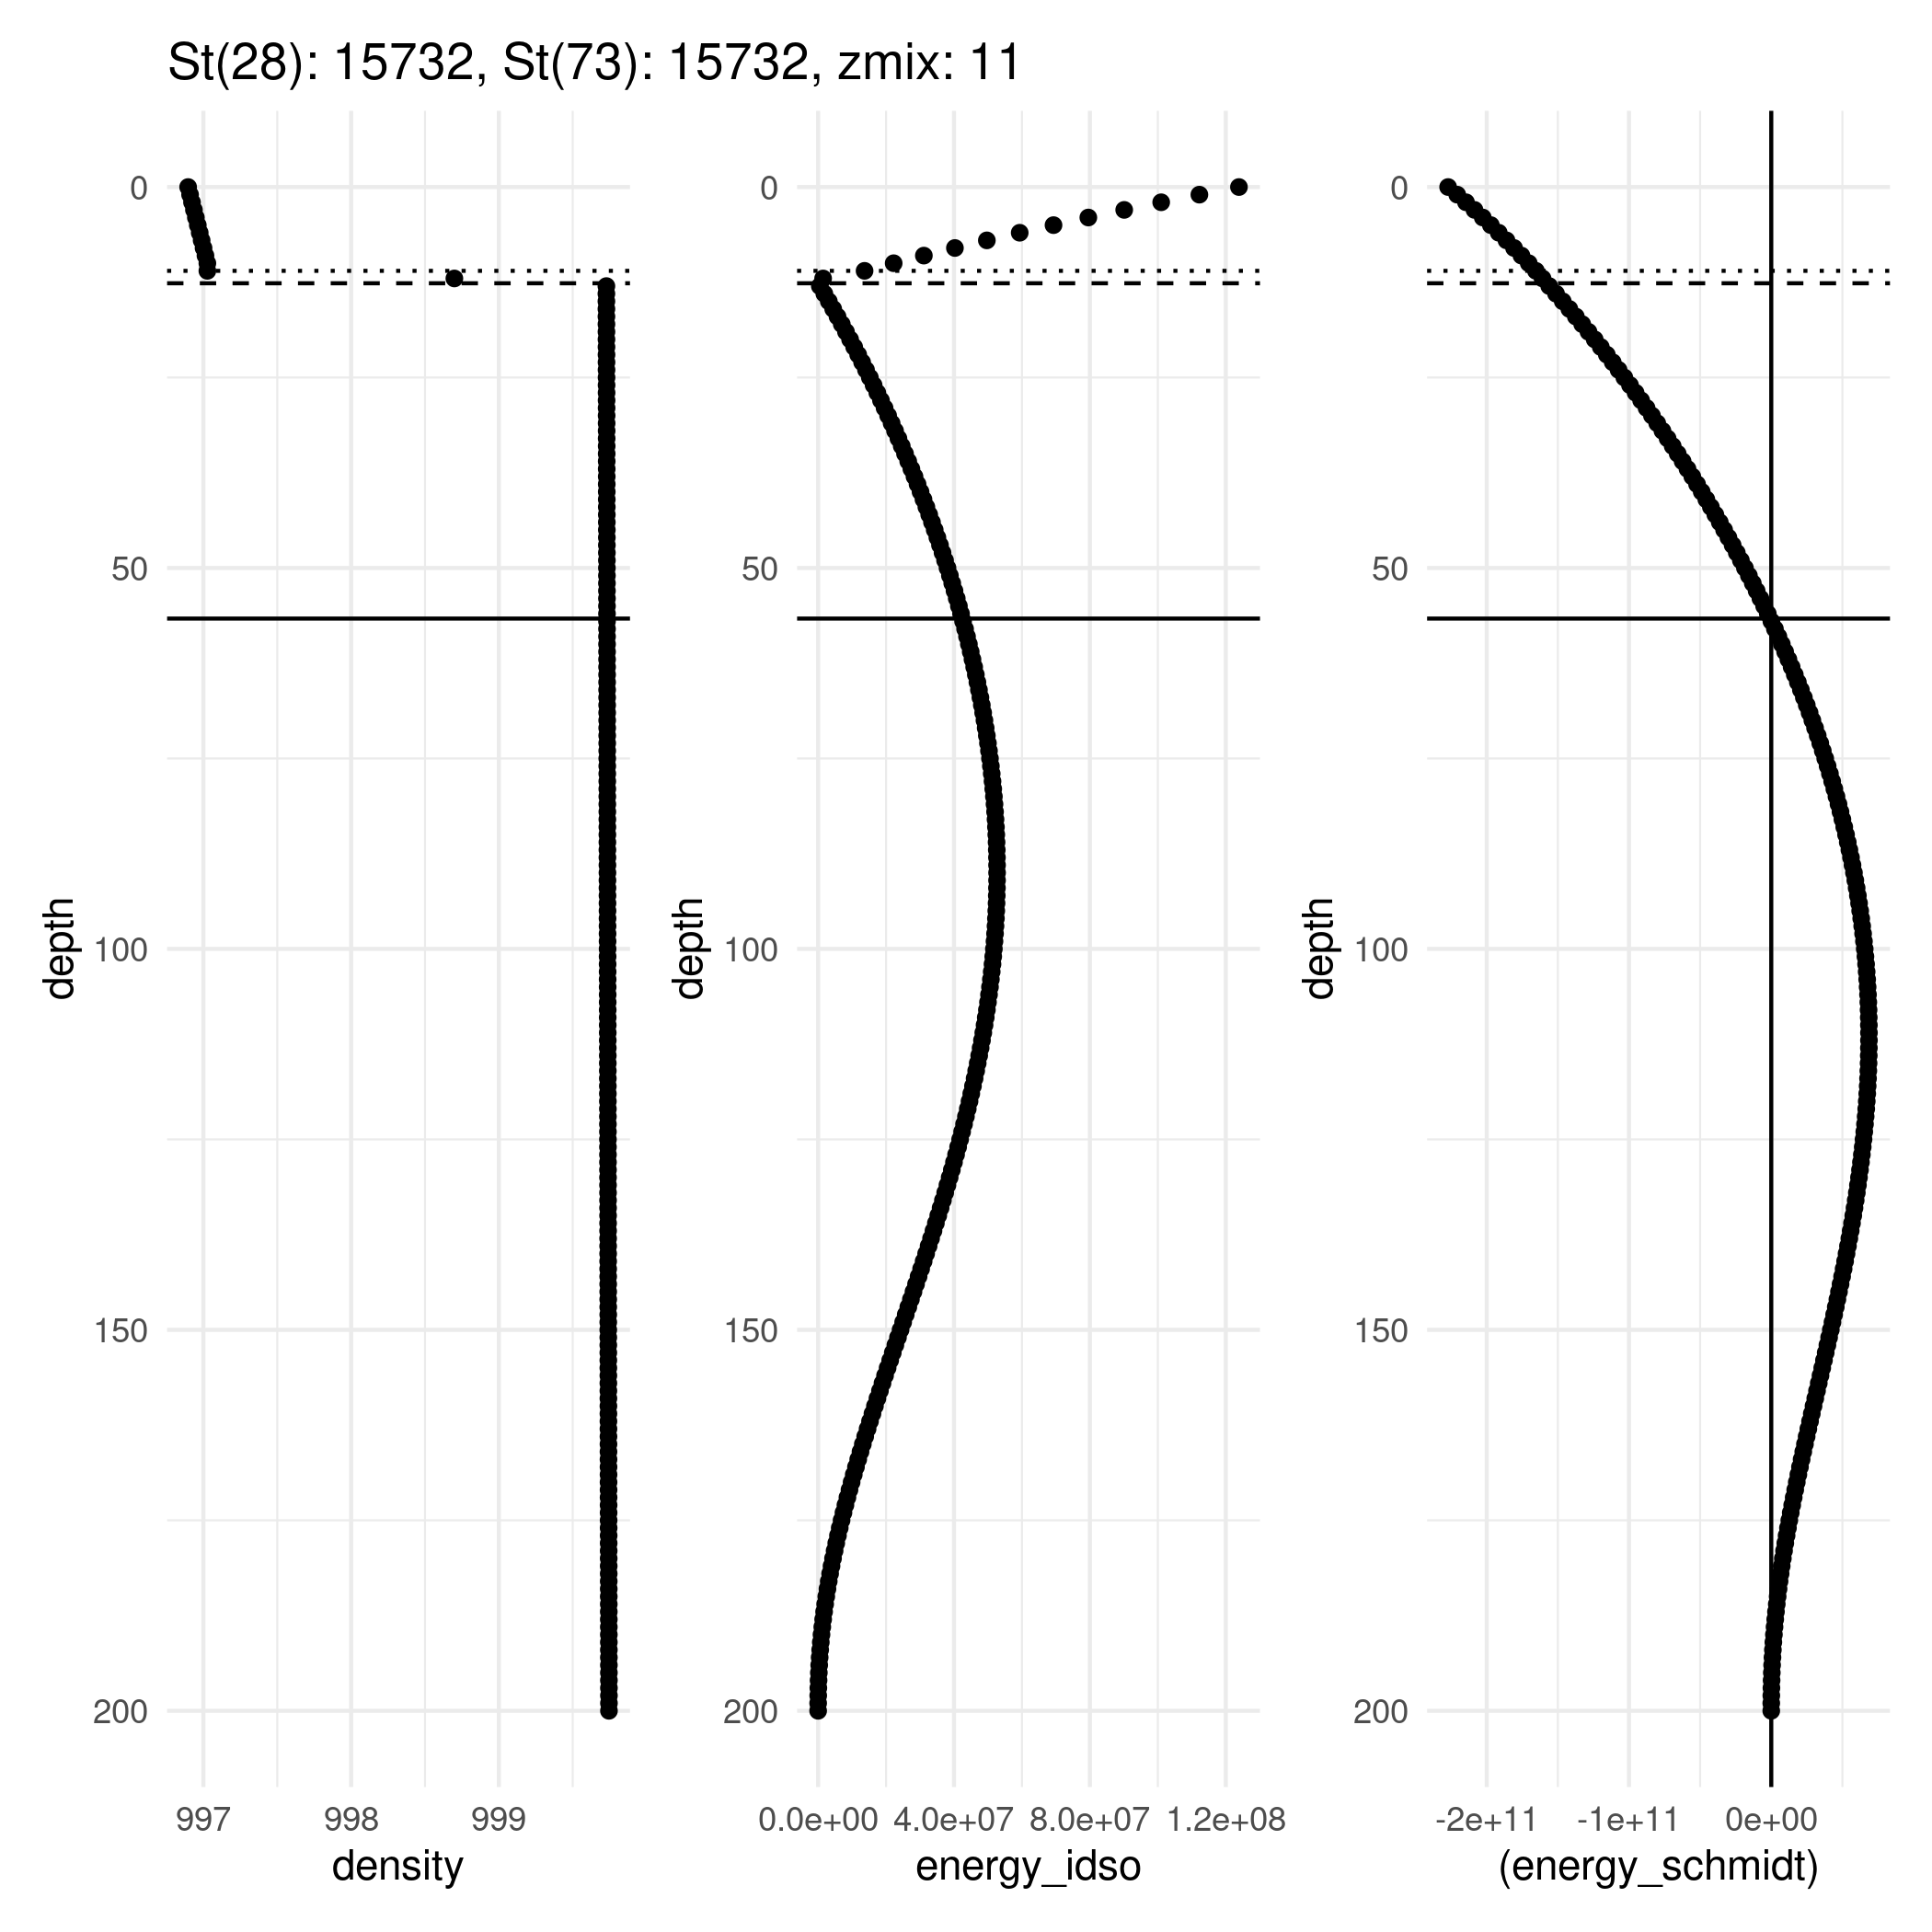 St(28): 15732, St(73): 15732, zmix: 11
0
50
100
150
200
depth
997 998 999
density
0
50
100
150
200
depth
0.0e+00 4.0e+07 8.0e+07 1.2e+08
energy_idso
0
50
100
150
200
depth
-2e+11 -1e+11 0e+00
(energy_schmidt)